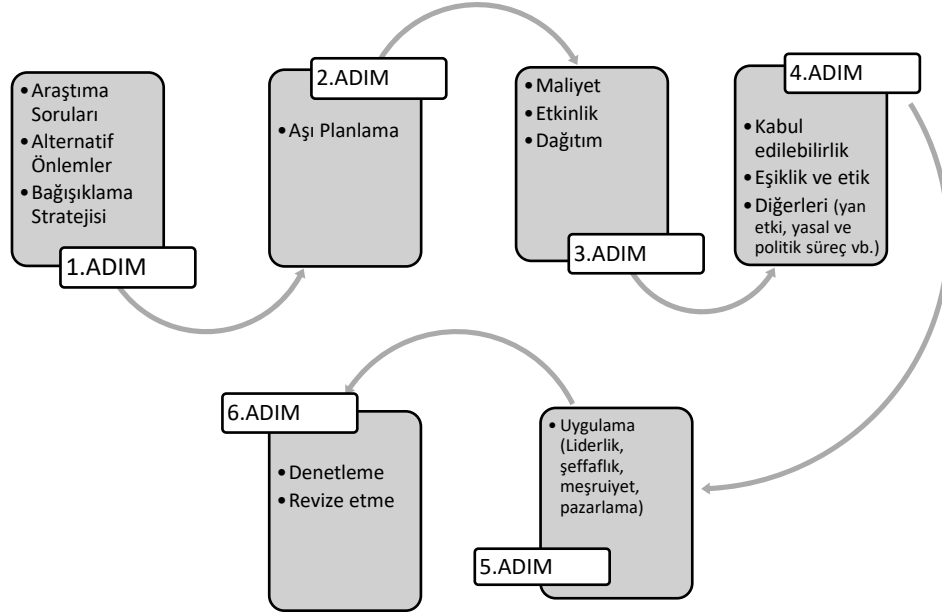 • Araştıma
Soruları
• Alternatif
Önlemler
• Bağışıklama
Stratejisi
1.ADIM
2.ADIM
• Aşı Planlama
• Maliyet
• Etkinlik
• Dağıtım
3.ADIM
4.ADIM
• Kabul
edilebilirlik
• Eşiklik ve etik
• Diğerleri (yan
etki, yasal ve
politik süreç vb.)
• Uygulama
(Liderlik,
şeffaflık,
meşruiyet,
pazarlama)
5.ADIM
6.ADIM
• Denetleme
• Revize etme